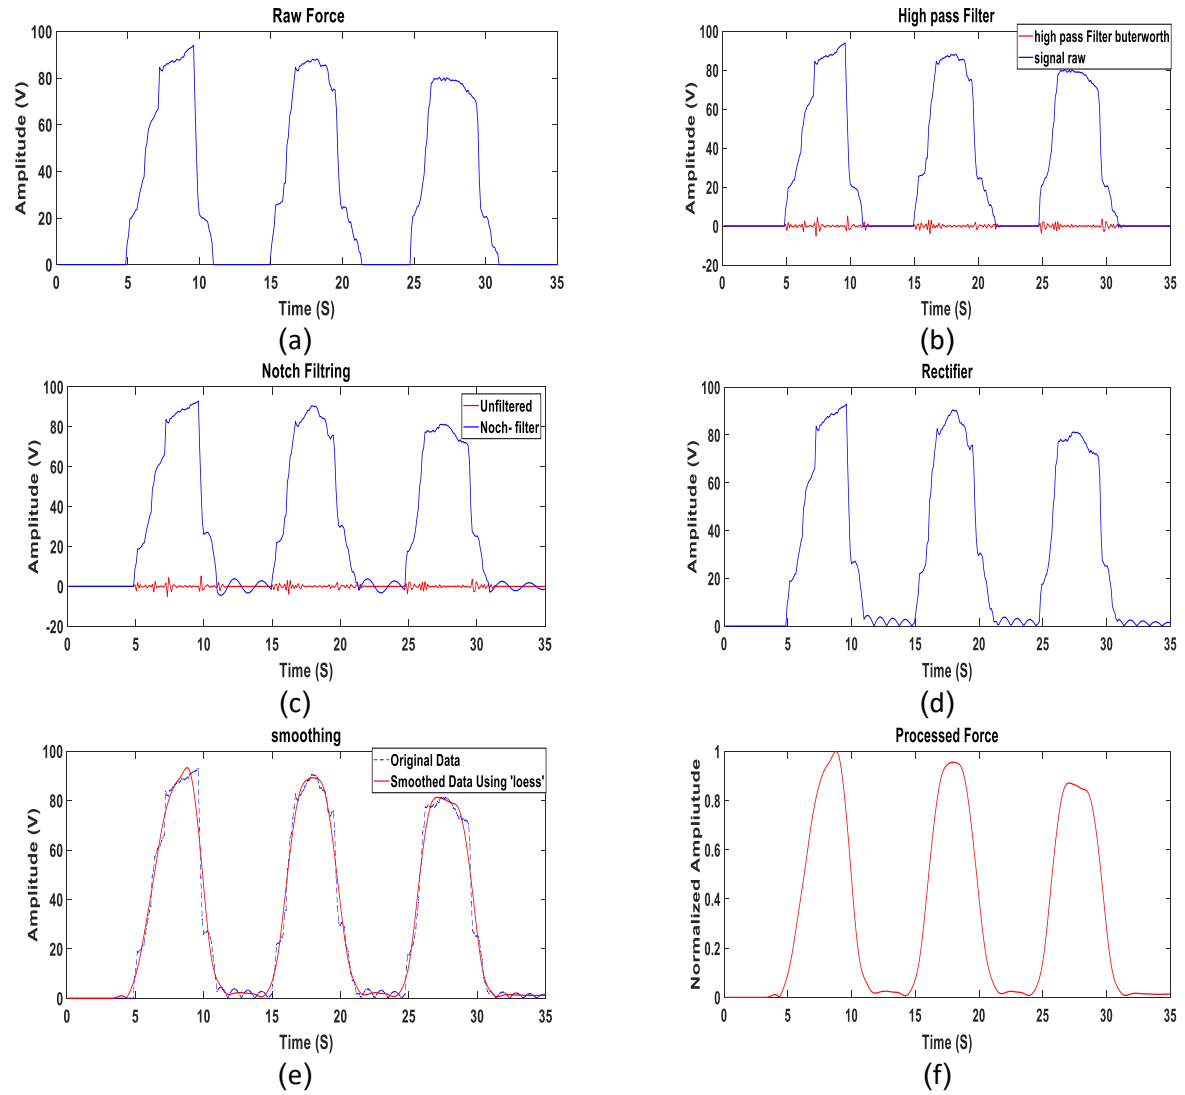 Raw Force
100
80
60
40
20
0
Amplitude (V)
0 5 10 15 20 25 30 35
Time (S)
(a)
High pass Filter
high pass Filter buterworth
signal raw
100
80
60
40
20
0
-20
Amplitude (V)
0 5 10 15 20 25 30 35
Time (S)
(b)
Notch Filtring
Unfiltered
Noch- filter
100
80
60
40
20
0
-20
Amplitude (V)
0 5 10 15 20 25 30 35
Time (S)
(c)
Rectifier
100
80
60
40
20
0
Amplitude (V)
0 5 10 15 20 25 30 35
Time (S)
(d)
smoothing
Original Data
Smoothed Data Using 'loess'
100
80
60
40
20
0
Amplitude (V)
0 5 10 15 20 25 30 35
Time (S)
(e)
Processed Force
1
0.8
0.6
0.4
0.2
0
Normalized Ampliutude
0 5 10 15 20 25 30 35
Time (S)
(f)